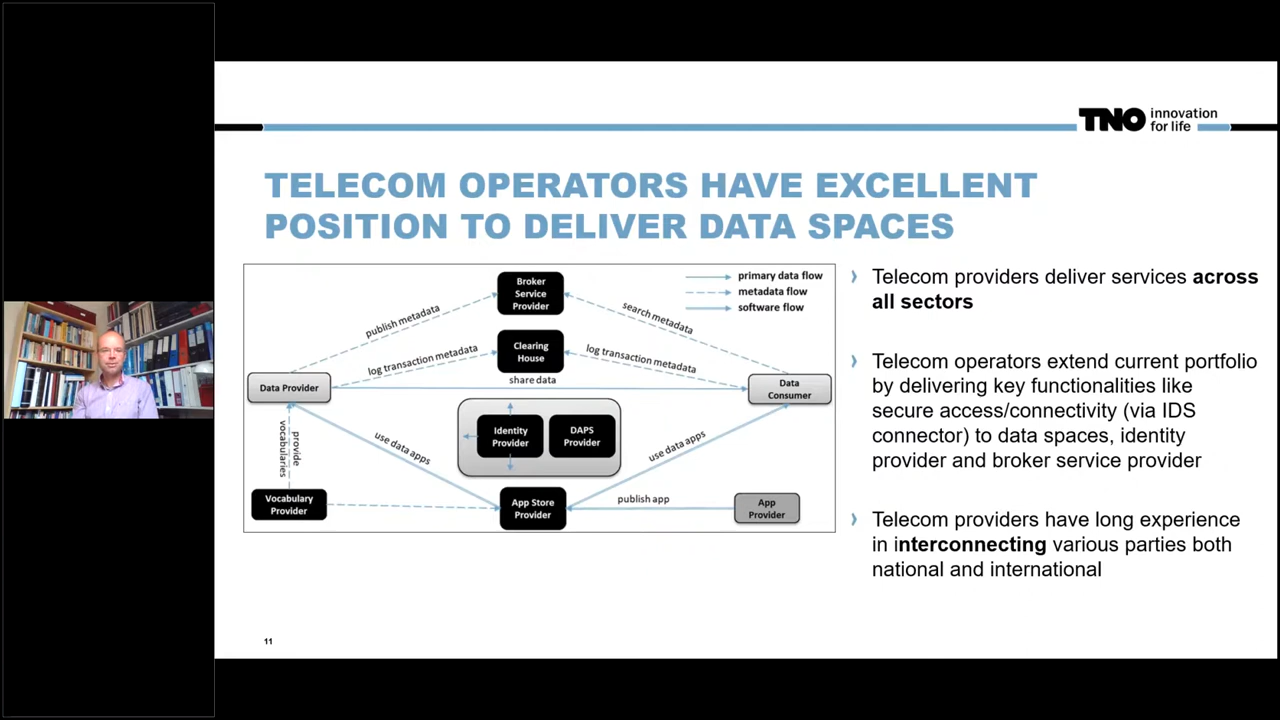 TNO innovation
for life
TELECOM OPERATORS HAVE EXCELLENT
POSITION TO DELIVER DATA SPACES
Broker
Service
Provider
primary data flow
metadata flow
software flow
publish metadata
search metadata
Clearing
House
log transaction metadata
log transaction metadata
share data
Data Provider
Data
Consumer
Identity
Provider
DAPS
Provider
provide
vocabularies
use data apps
use data apps
Vocabulary
Provider
App Store
Provider
publish app
App
Provider
Telecom providers deliver services across
all sectors
Telecom operators extend current portfolio
by delivering key functionalities like
secure access/connectivity (via IDS
connector) to data spaces, identity
provider and broker service provider
Telecom providers have long experience
in interconnecting various parties both
national and international
11